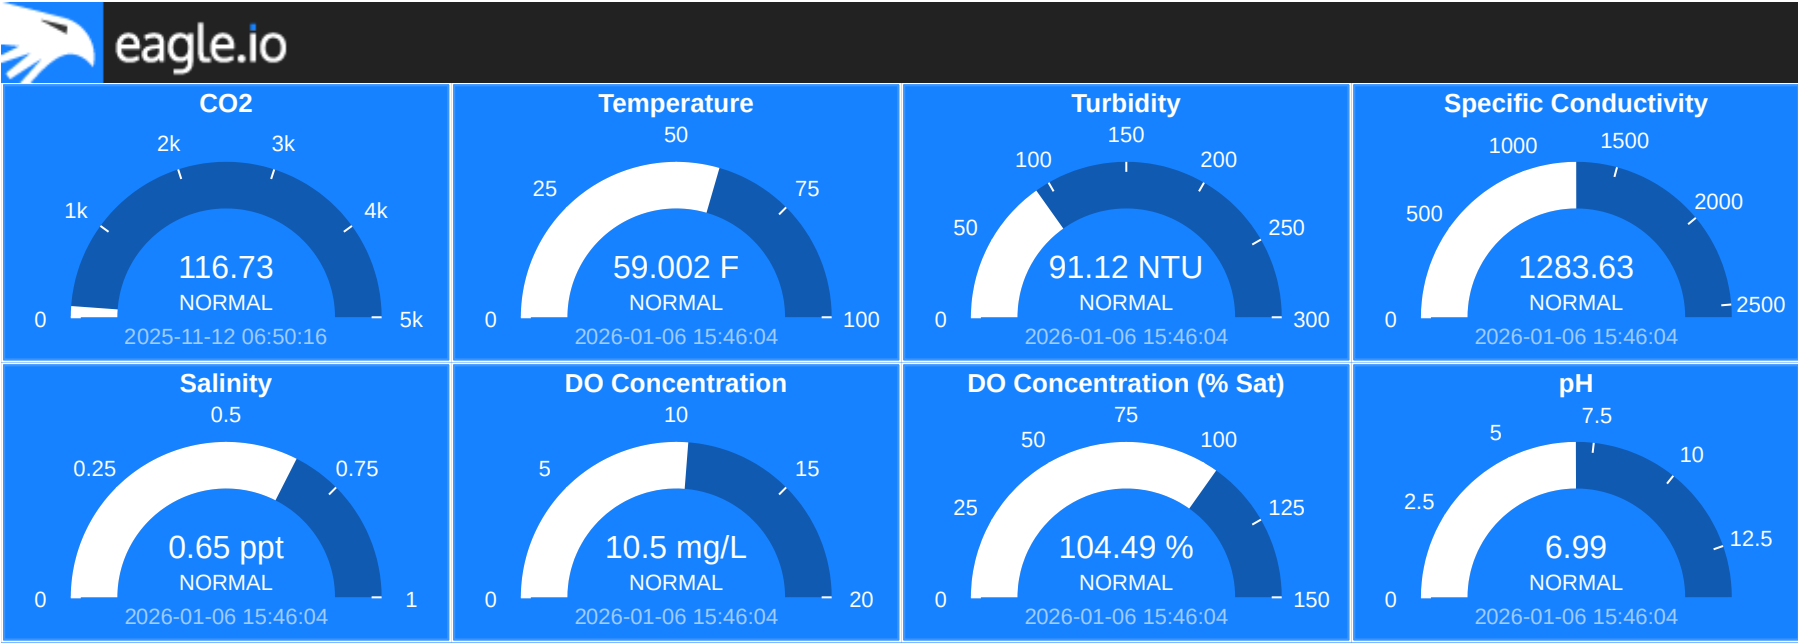 eagle.io
CO2
2k
3k
1k
4k
116.73
NORMAL
0
5k
2025-11-12 06:50:16
Temperature
50
25
75
59.002 F
NORMAL
0
100
2026-01-06 15:46:04
Turbidity
150
100
200
50
250
91.12 NTU
NORMAL
0
300
2026-01-06 15:46:04
Specific Conductivity
1000
1500
500
2000
1283.63
NORMAL
0
2500
2026-01-06 15:46:04
Salinity
0.5
0.25
0.75
0.65 ppt
NORMAL
0
1
2026-01-06 15:46:04
DO Concentration
10
5
15
10.5 mg/L
NORMAL
0
20
2026-01-06 15:46:04
DO Concentration (% Sat)
75
50
100
25
125
104.49 %
NORMAL
0
150
2026-01-06 15:46:04
pH
7.5
5
10
2.5
12.5
6.99
NORMAL
0
2026-01-06 15:46:04